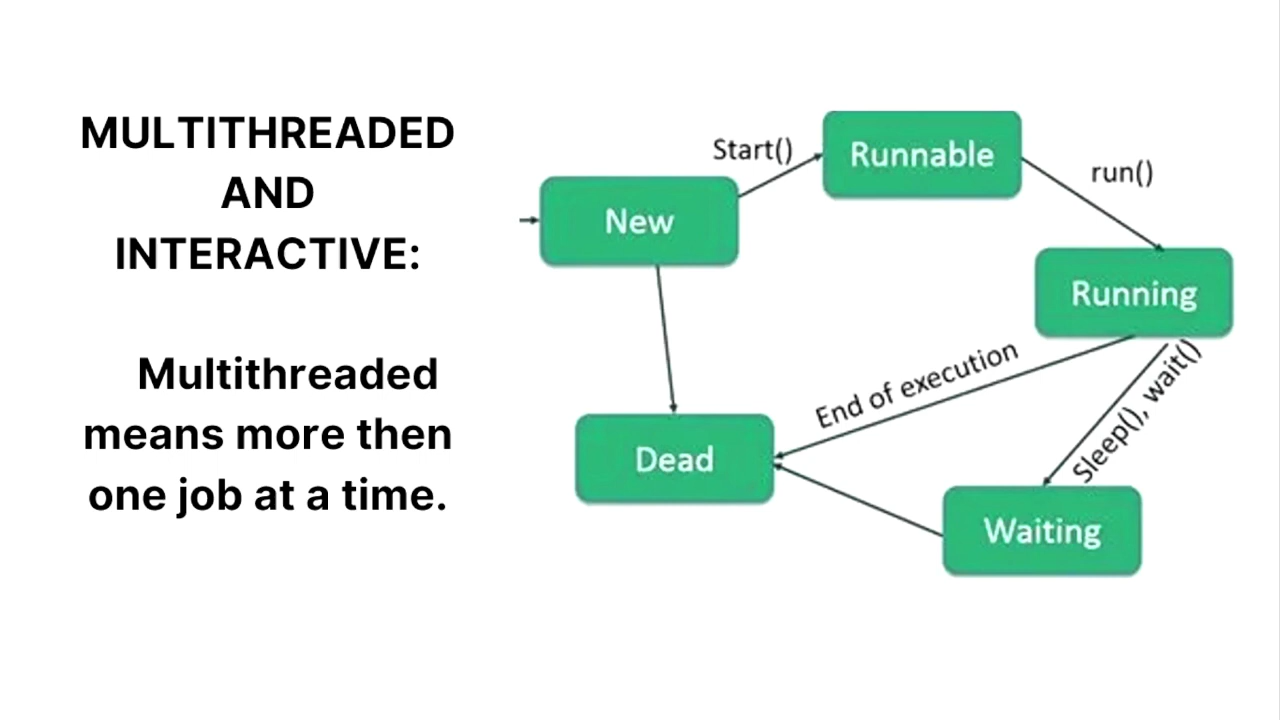 MULTITHREADED
AND
INTERACTIVE:
Multithreaded
means more then
one job at a time.
Start()
Runnable
run()
New
Running
End of execution
Sleep(), wait()
Dead
Waiting